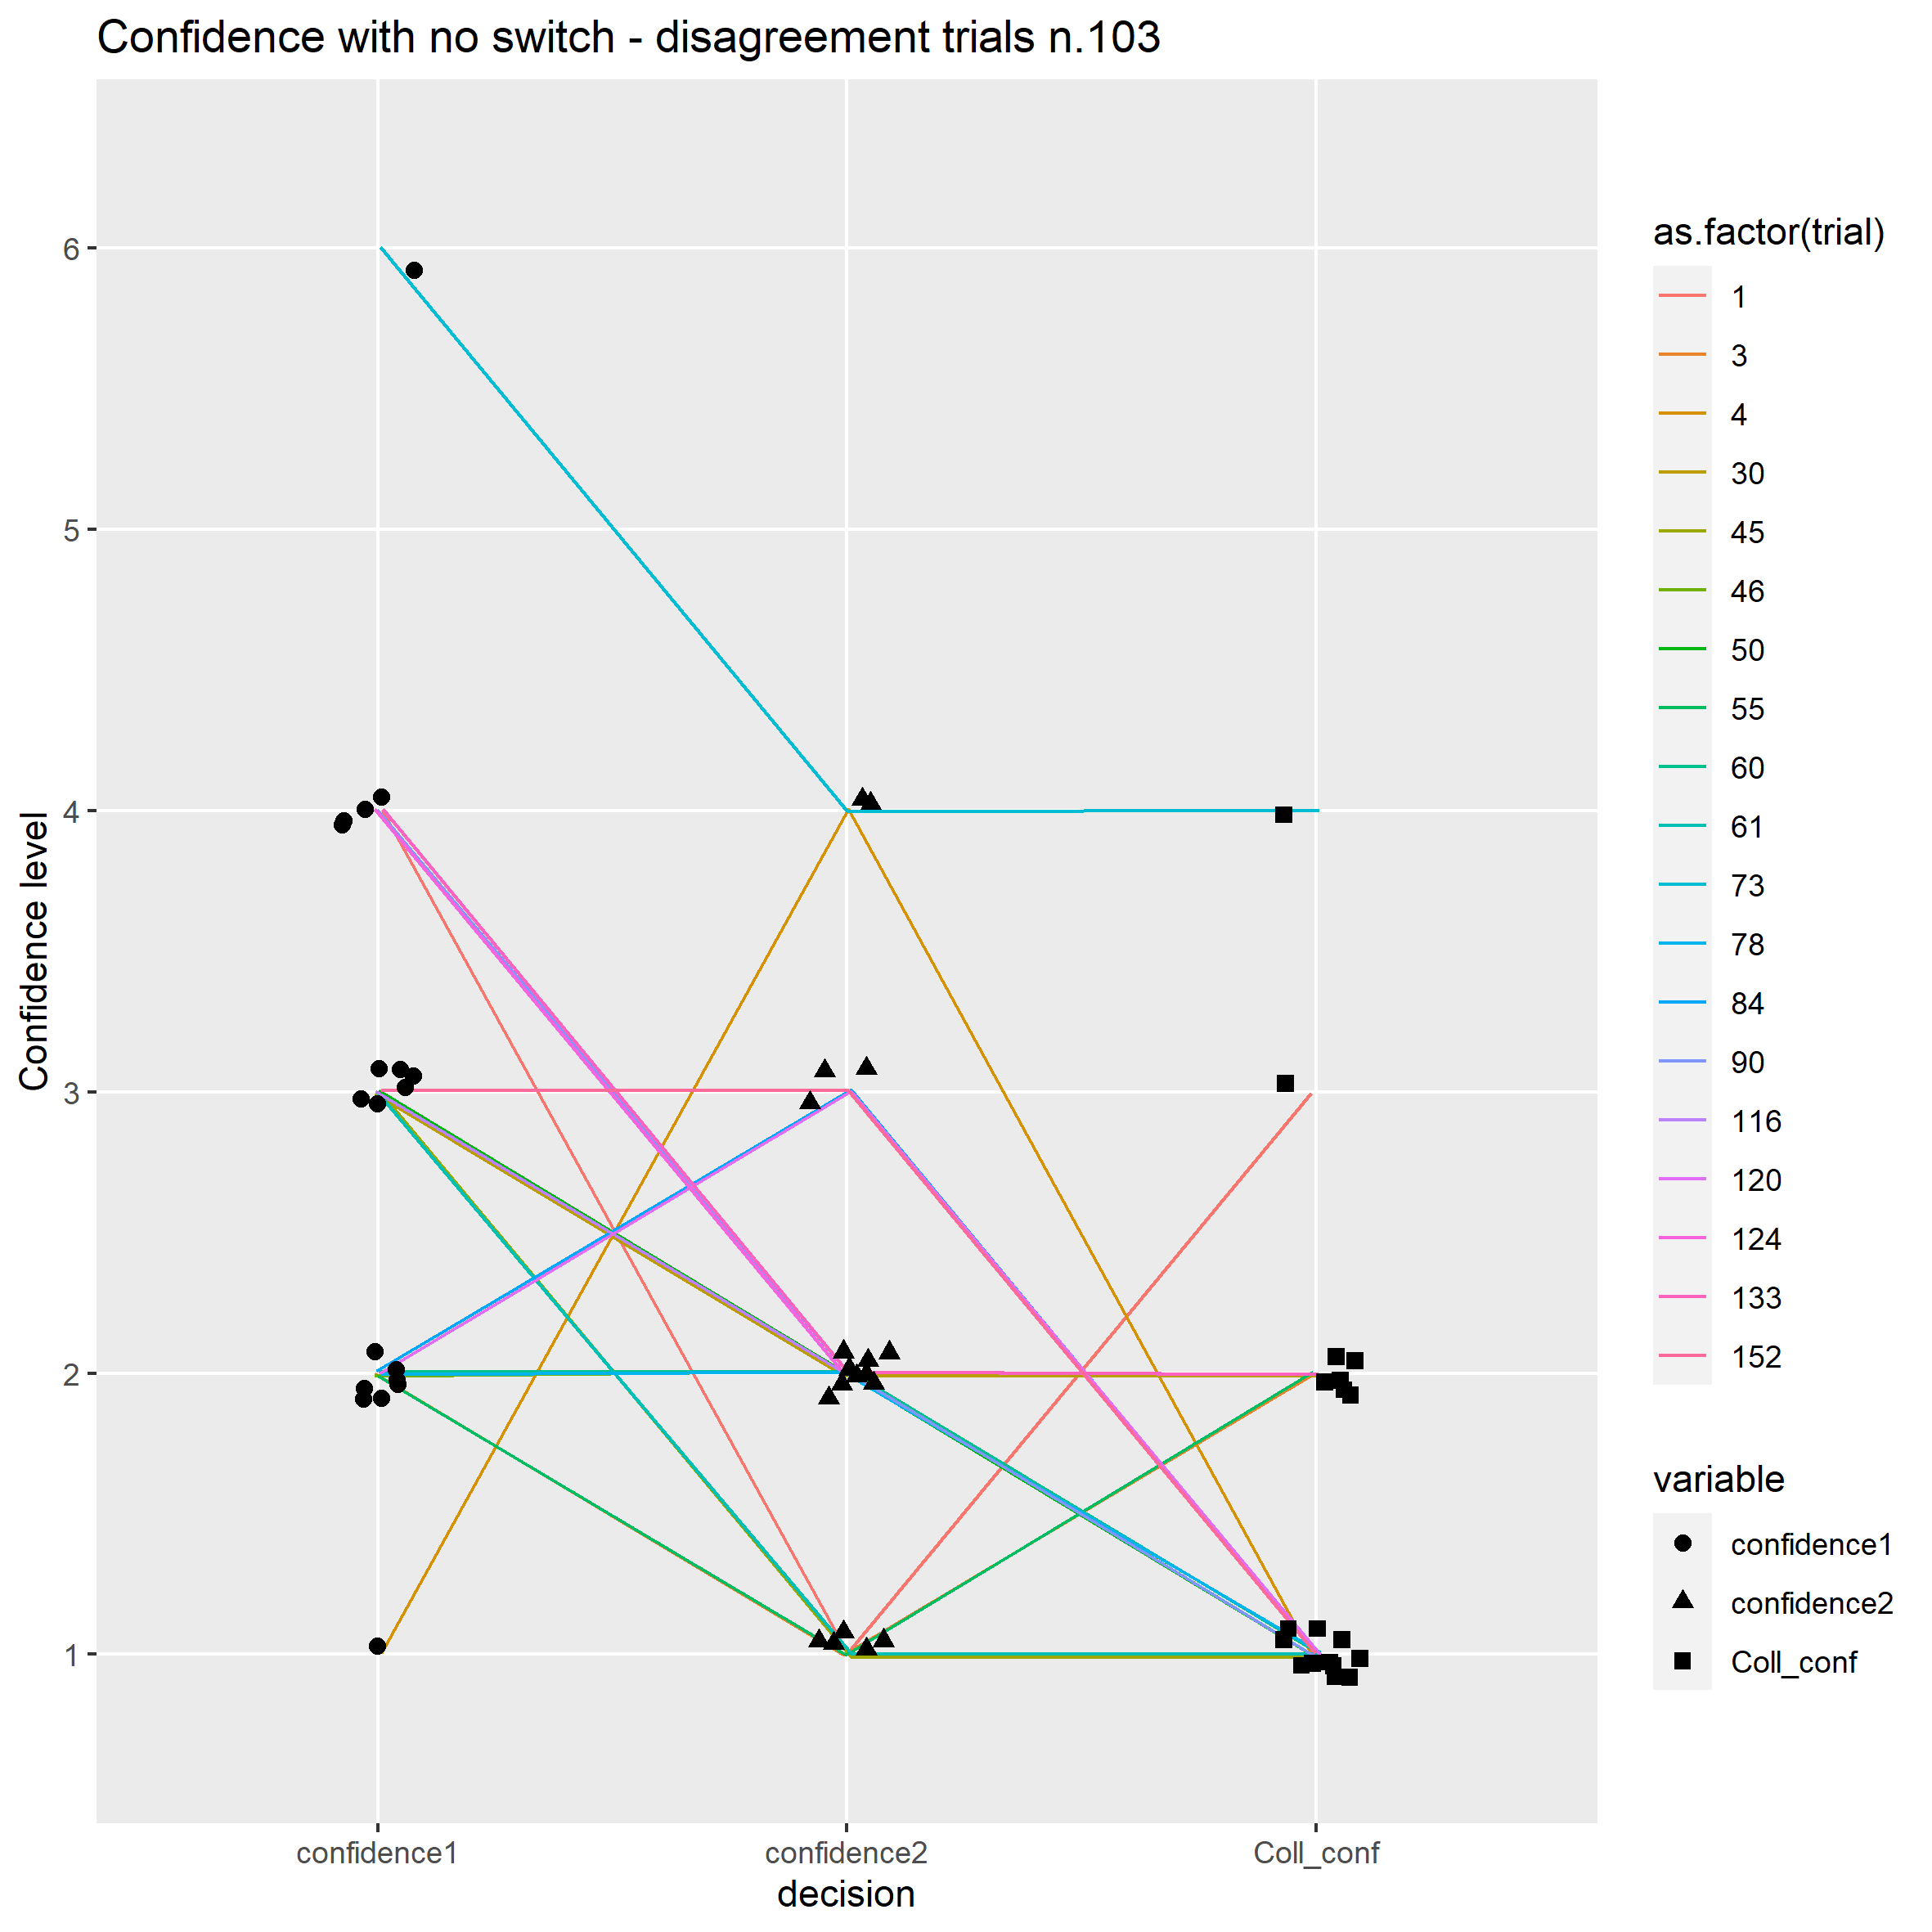 Confidence with no switch - disagreement trials n.103
Confidence level
6
5
4
3
2
1
confidence1
confidence2
Coll_conf
decision
as.factor(trial)
1
3
4
30
45
46
50
55
60
61
73
78
84
90
116
120
124
133
152
variable
confidence1
confidence2
Coll_conf